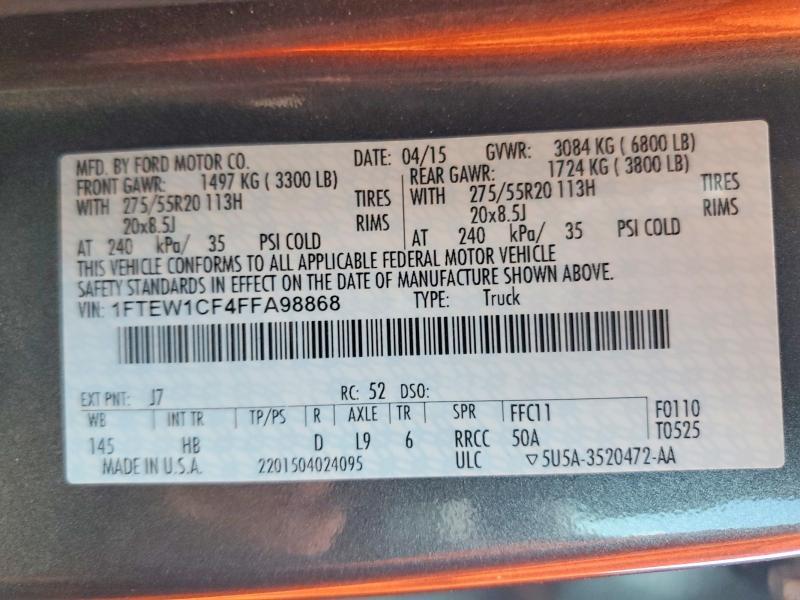 MFD. BY FORD MOTOR CO. DATE: 04/15 GVWR: 3084 KG ( 6800 LB)
FRONT GAWR: 1497 KG ( 3300 LB) REAR GAWR: 1724 KG ( 3800 LB)
WITH 275/55R20 113H TIRES WITH 275/55R20 113H TIRES
20x8.5J RIMS 20x8.5J RIMS
AT 240 kPa/ 35 PSI COLD AT 240 kPa/ 35 PSI COLD
THIS VEHICLE CONFORMS TO ALL APPLICABLE FEDERAL MOTOR VEHICLE
SAFETY STANDARDS IN EFFECT ON THE DATE OF MANUFACTURE SHOWN ABOVE.
VIN: 1FTEW1CF4FFA98868 TYPE: Truck
EXT PNT: J7 RC: 52 DSO:
WB INT TR TP/PS R AXLE TR SPR FFC11 F0110
145 HB D L9 6 RRCC 50A T0525
MADE IN U.S.A. 2201504024095 ULC ▽5U5A-3520472-AA